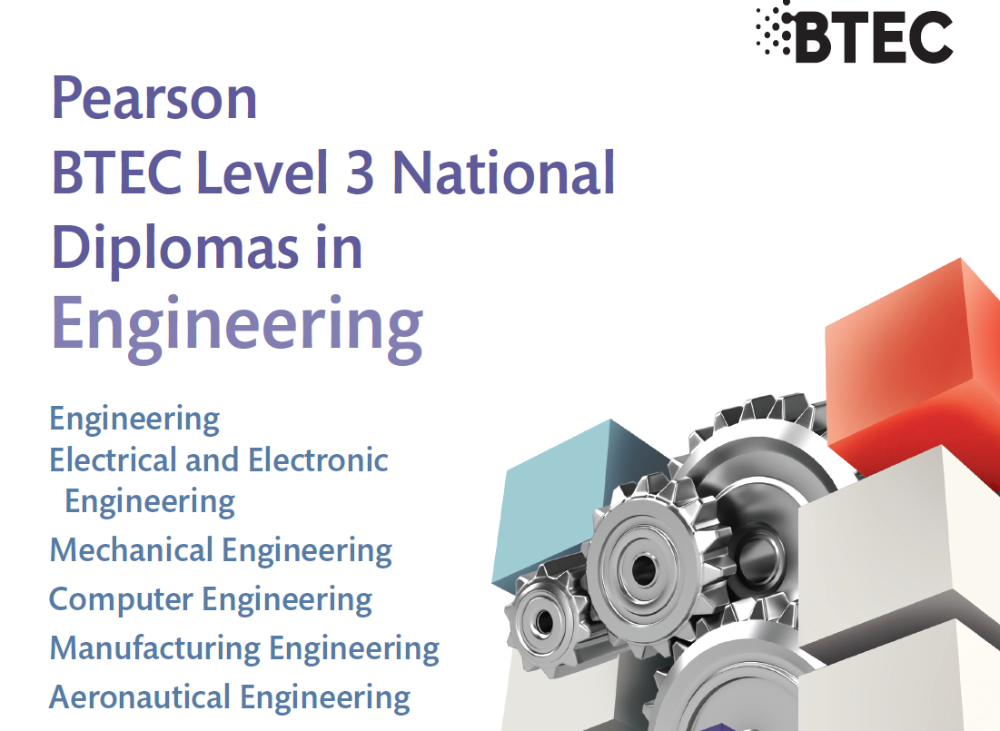 BTEC
Pearson
BTEC Level 3 National
Diplomas in
Engineering
Engineering
Electrical and Electronic
Engineering
Mechanical Engineering
Computer Engineering
Manufacturing Engineering
Aeronautical Engineering